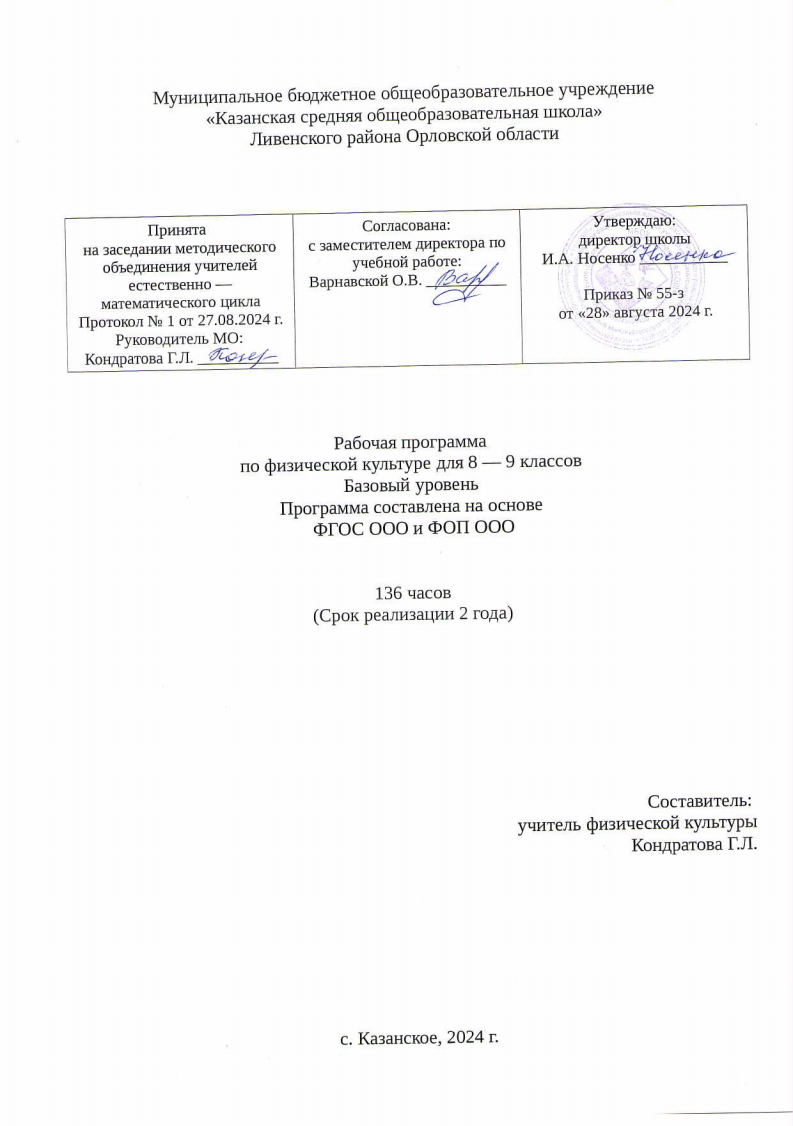 Муниципальное бюджетное общеобразовательное учреждение
«Казанская средняя общеобразовательная школа»
Ливенского района Орловской области
Принята
на заседании методического
объединения учителей
естественно —
математического цикла
Протокол № 1 от 27.08.2024 г.
Руководитель МО:
Кондратова Г.Л.
Согласована:
с заместителем директора по
учебной работе:
Варнавской О.В.
Утверждаю:
директор школы
И.А. Носенко Носенко
Приказ № 55-з
от «28» августа 2024 г.
Рабочая программа
по физической культуре для 8 — 9 классов
Базовый уровень
Программа составлена на основе
ФГОС ООО и ФОП ООО
136 часов
(Срок реализации 2 года)
Составитель:
учитель физической культуры
Кондратова Г.Л.
с. Казанское, 2024 г.